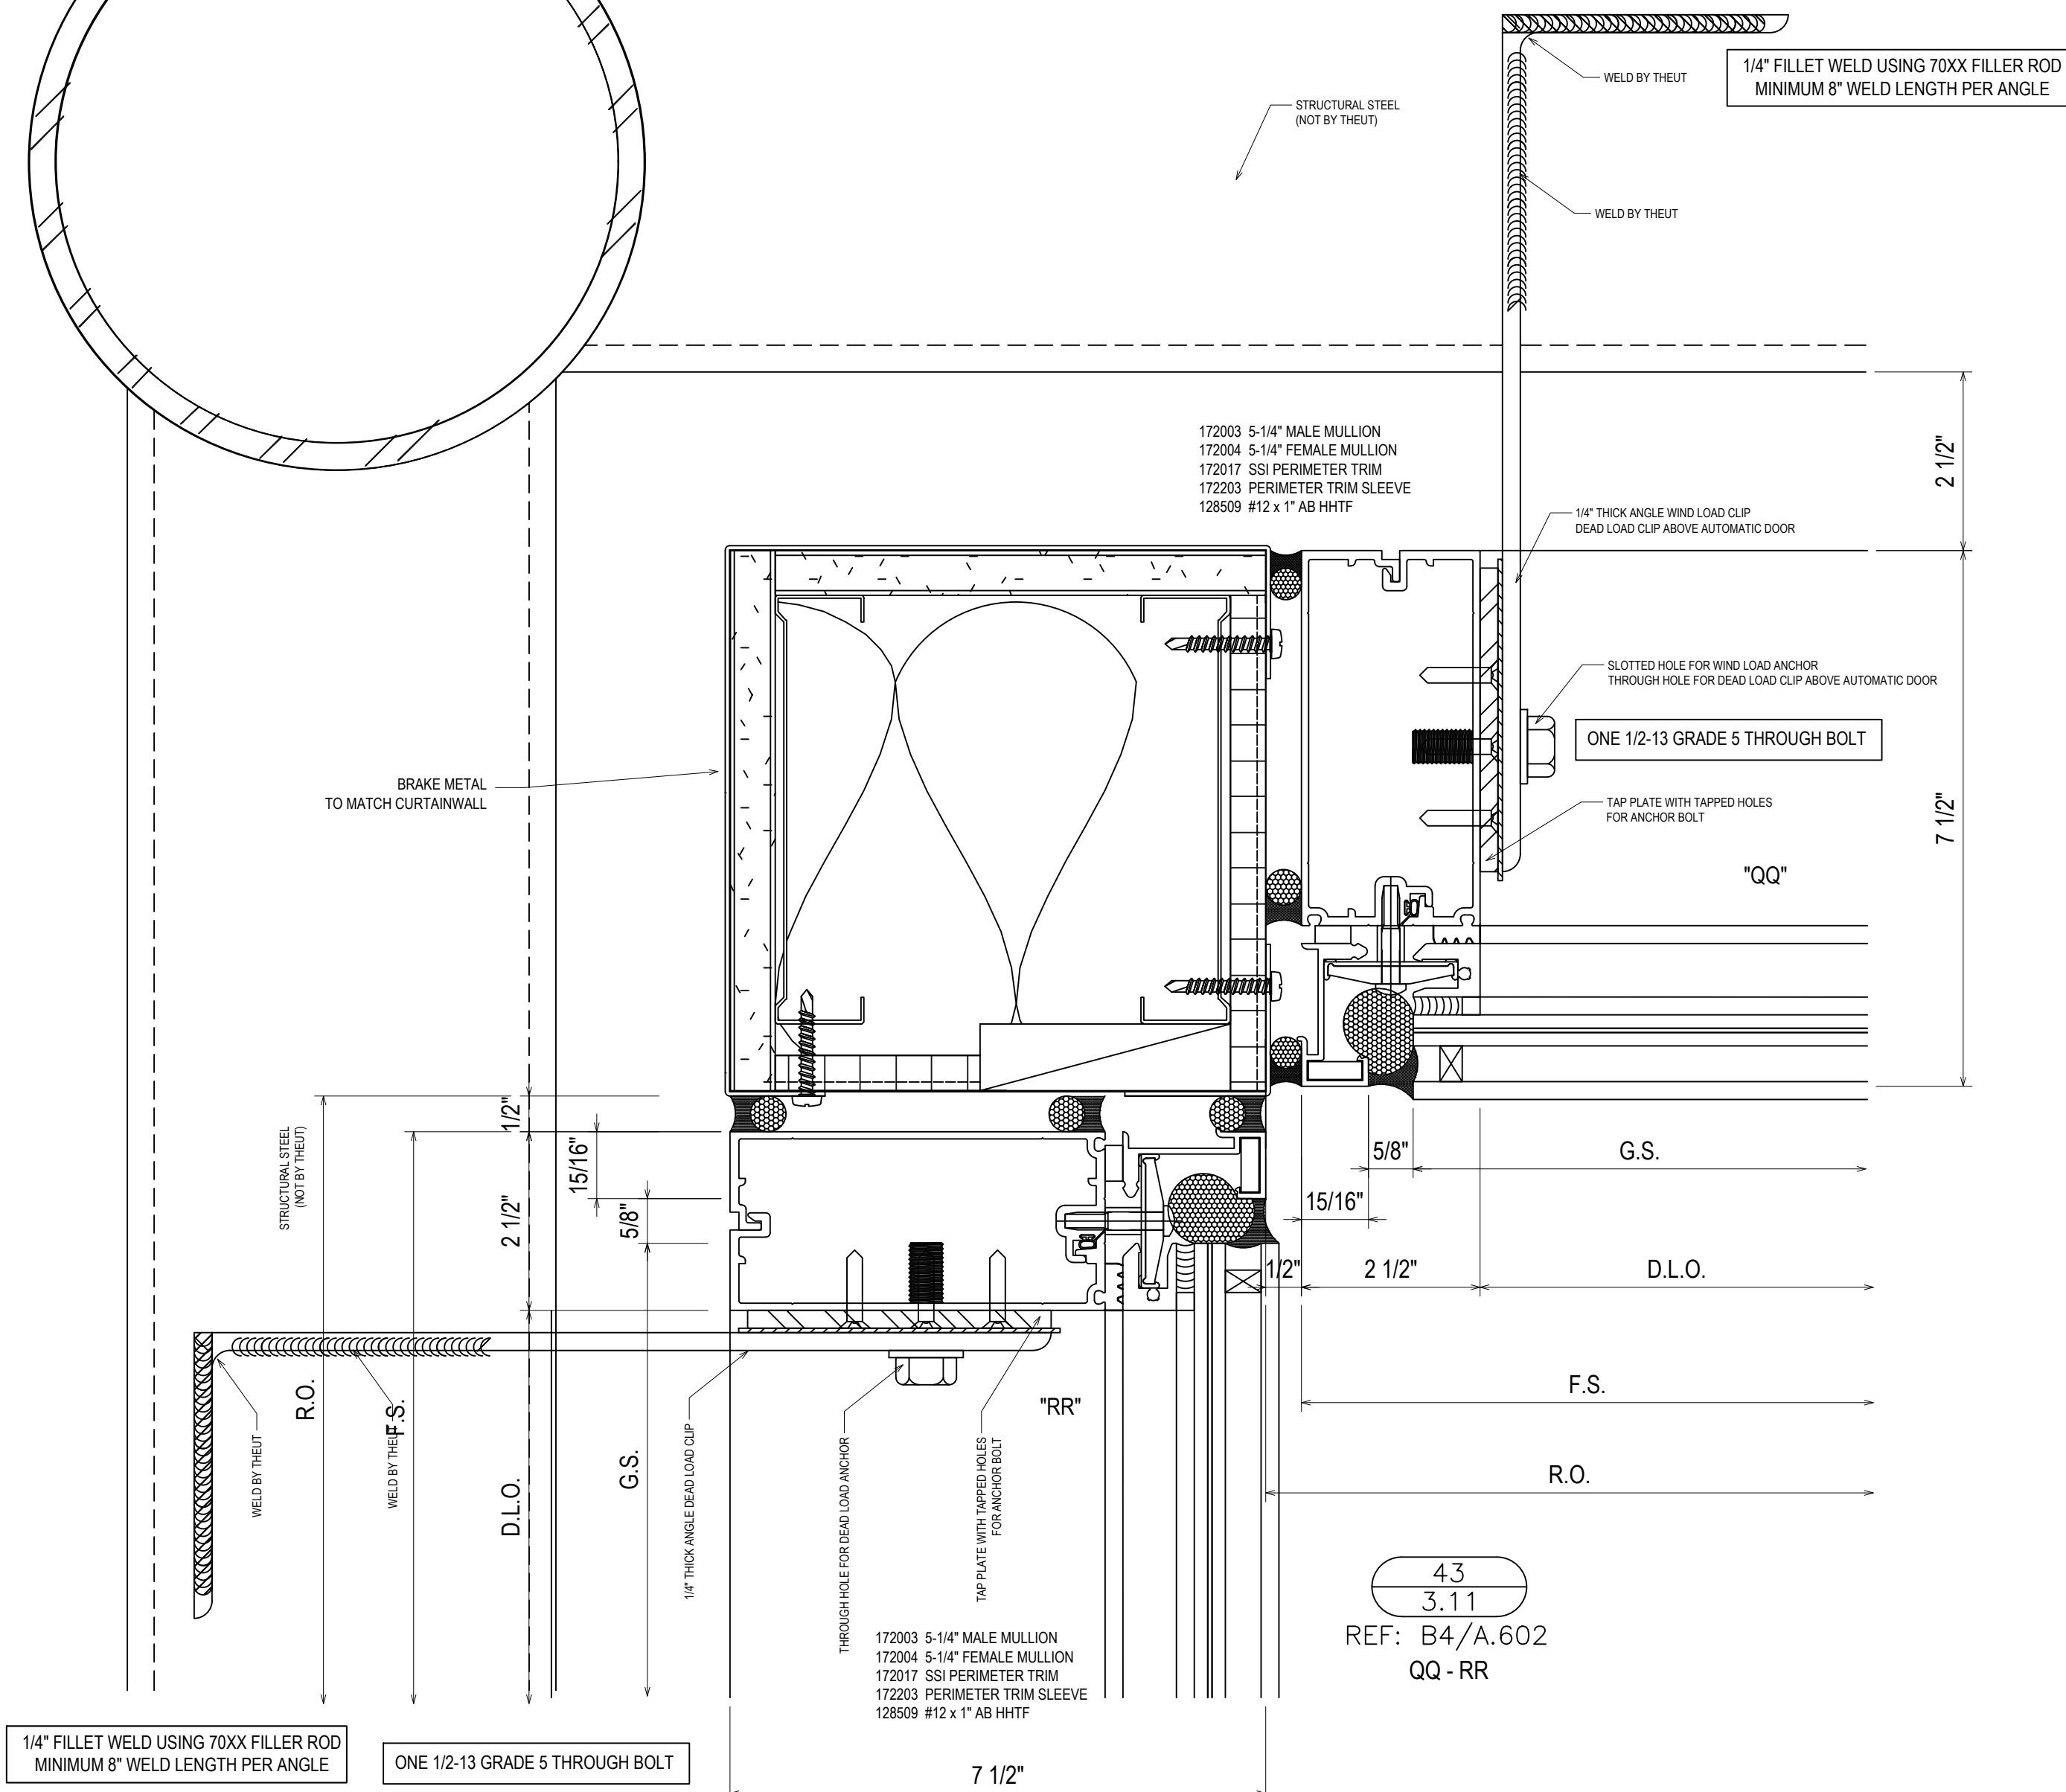 WELD BY THEUT
1/4" FILLET WELD USING 70XX FILLER ROD
MINIMUM 8" WELD LENGTH PER ANGLE
STRUCTURAL STEEL
(NOT BY THEUT)
WELD BY THEUT
172003 5-1/4" MALE MULLION
172004 5-1/4" FEMALE MULLION
172017 SSI PERIMETER TRIM
172203 PERIMETER TRIM SLEEVE
128509 #12 x 1" AB HHTF
2 1/2"
1/4" THICK ANGLE WIND LOAD CLIP
DEAD LOAD CLIP ABOVE AUTOMATIC DOOR
SLOTTED HOLE FOR WIND LOAD ANCHOR
THROUGH HOLE FOR DEAD LOAD CLIP ABOVE AUTOMATIC DOOR
ONE 1/2-13 GRADE 5 THROUGH BOLT
BRAKE METAL
TO MATCH CURTAINWALL
TAP PLATE WITH TAPPED HOLES
FOR ANCHOR BOLT
7 1/2"
"QQ"
STRUCTURAL STEEL
(NOT BY THEUT)
1/2"
15/16"
2 1/2"
5/8"
5/8"
G.S.
15/16"
1/2"
2 1/2"
D.L.O.
F.S.
R.O.
R.O.
F.S.
WELD BY THEUT
WELD BY THEUT
D.L.O.
G.S.
1/4" THICK ANGLE DEAD LOAD CLIP
THROUGH HOLE FOR DEAD LOAD ANCHOR
"RR"
TAP PLATE WITH TAPPED HOLES
FOR ANCHOR BOLT
43
3.11
REF: B4/A.602
QQ - RR
172003 5-1/4" MALE MULLION
172004 5-1/4" FEMALE MULLION
172017 SSI PERIMETER TRIM
172203 PERIMETER TRIM SLEEVE
128509 #12 x 1" AB HHTF
1/4" FILLET WELD USING 70XX FILLER ROD
MINIMUM 8" WELD LENGTH PER ANGLE
ONE 1/2-13 GRADE 5 THROUGH BOLT
7 1/2"